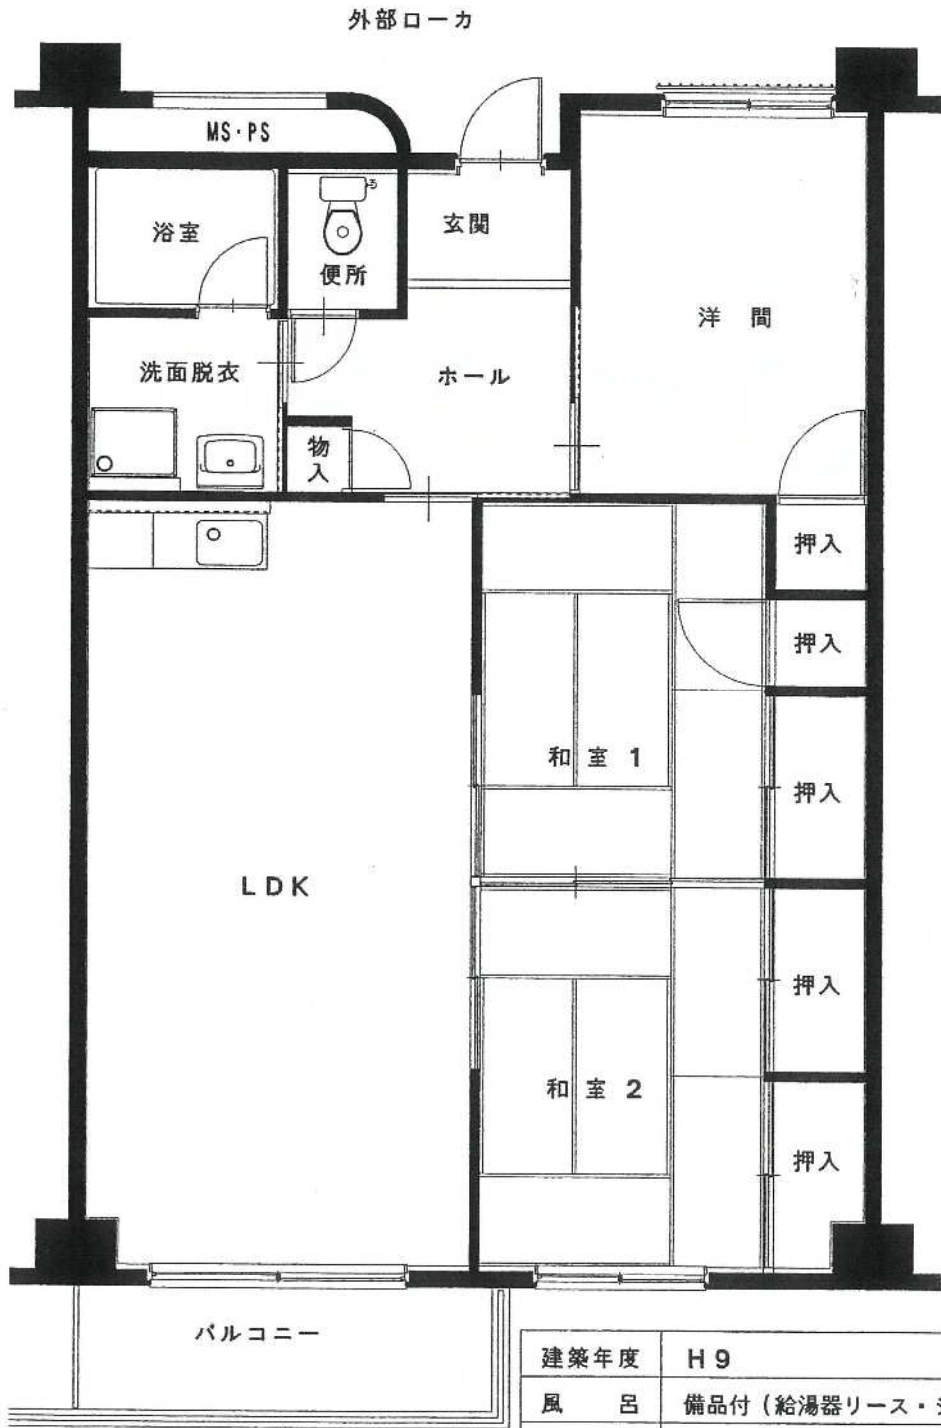 外部ローカ
MS・PS
浴室
便所
玄関
洋 間
洗面脱衣
ホール
物
入
押入
押入
和 室 1
押入
LDK
押入
和 室 2
押入
バルコニー
建築年度 H9
風 呂 備品付（給湯器リース・